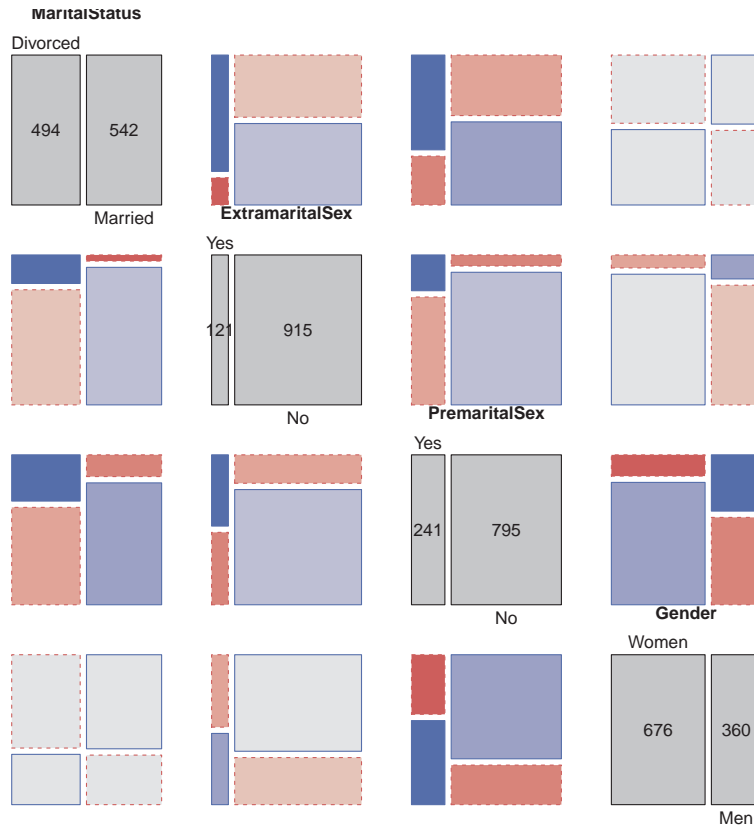 MaritalStatus
Divorced
494 542
Married
ExtramaritalSex
Yes
121 915
No
PremaritalSex
Yes
241 795
No
Gender
Women
676 360
Men